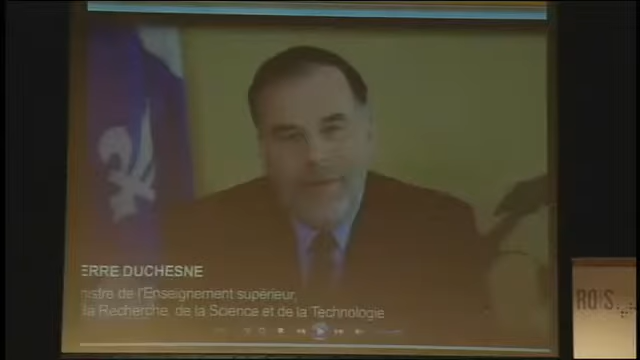 ERRE DUCHESNE
nistre de l'Enseignement supérieur,
la Recherche, de la Science et de la Technologie
ROIS